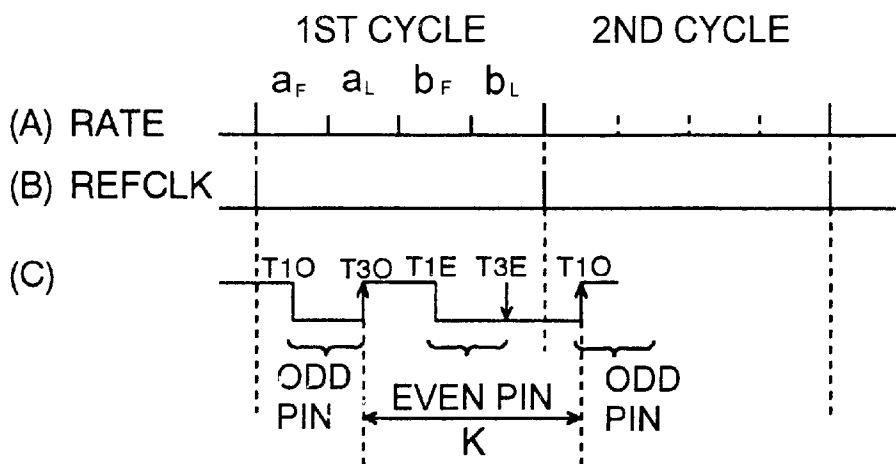 1ST CYCLE 2ND CYCLE
aF aL bF bL
(A) RATE
(B) REFCLK
(C) T1O T3O T1E T3E T1O
ODD PIN
EVEN PIN
ODD PIN
K